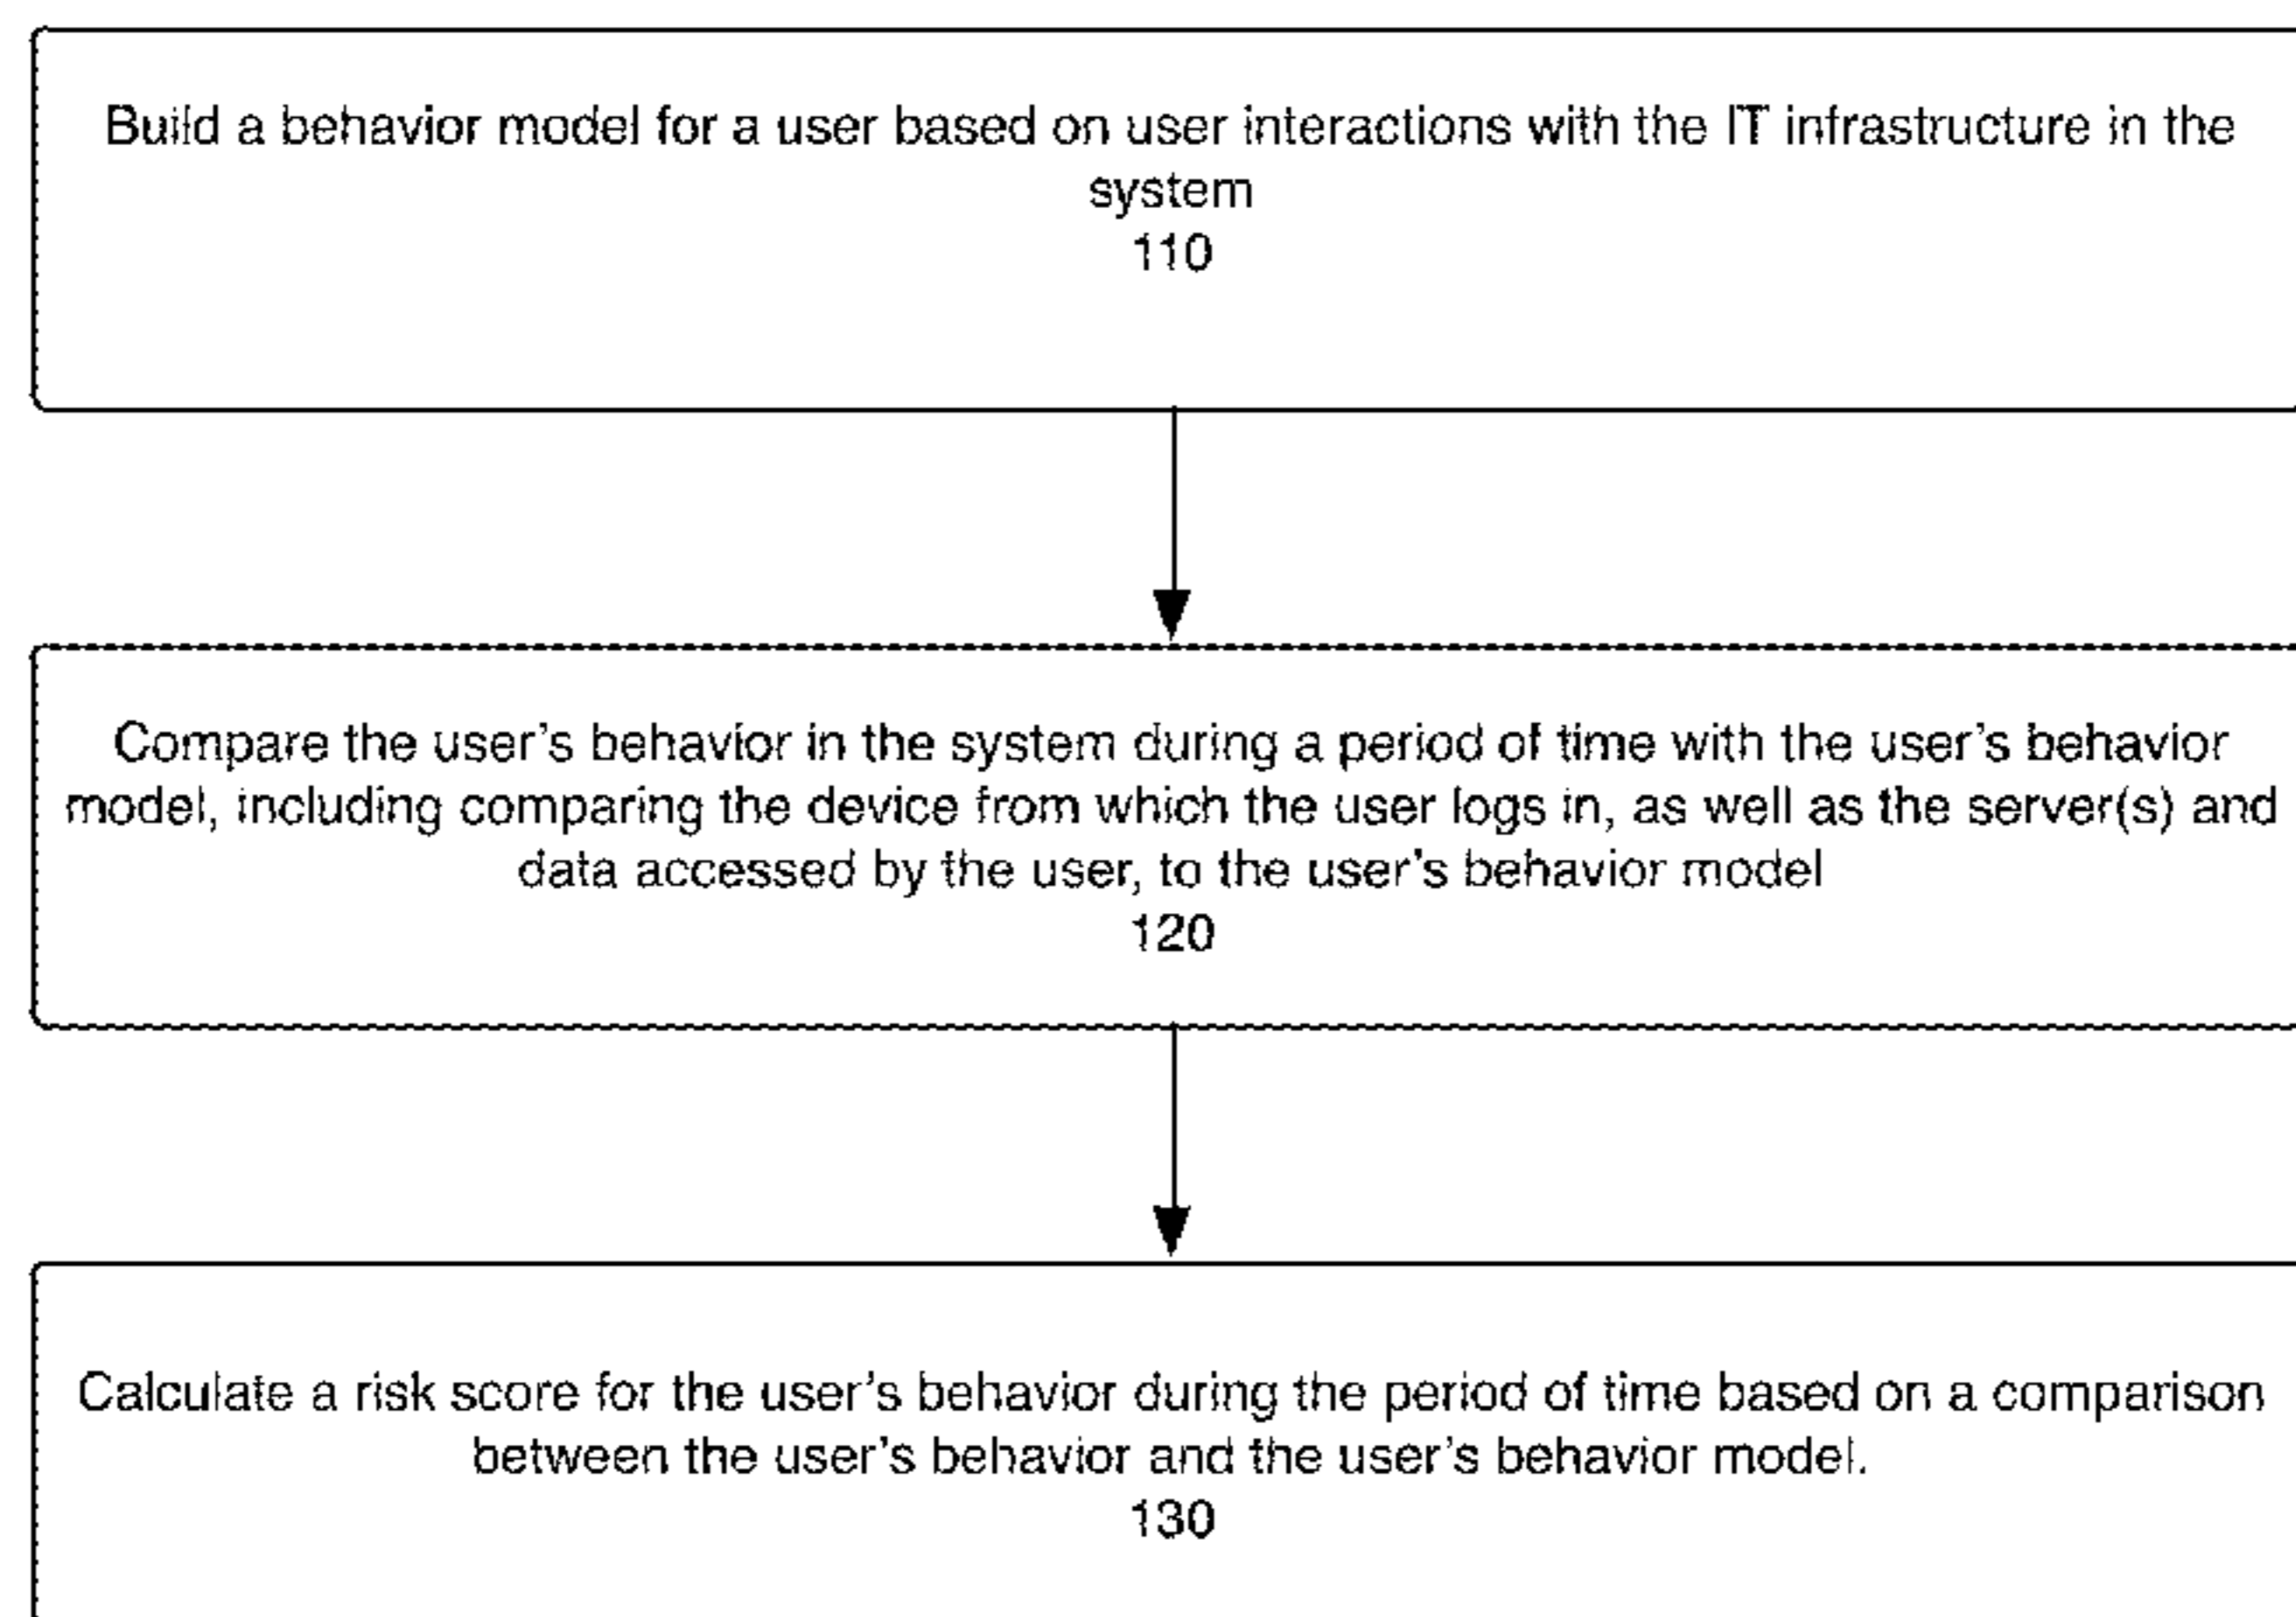 Build a behavior model for a user based on user interactions with the IT infrastructure in the
system
110
Compare the user's behavior in the system during a period of time with the user's behavior
model, including comparing the device from which the user logs in, as well as the server(s) and
data accessed by the user, to the user's behavior model
120
Calculate a risk score for the user's behavior during the period of time based on a comparison
between the user's behavior and the user's behavior model.
130